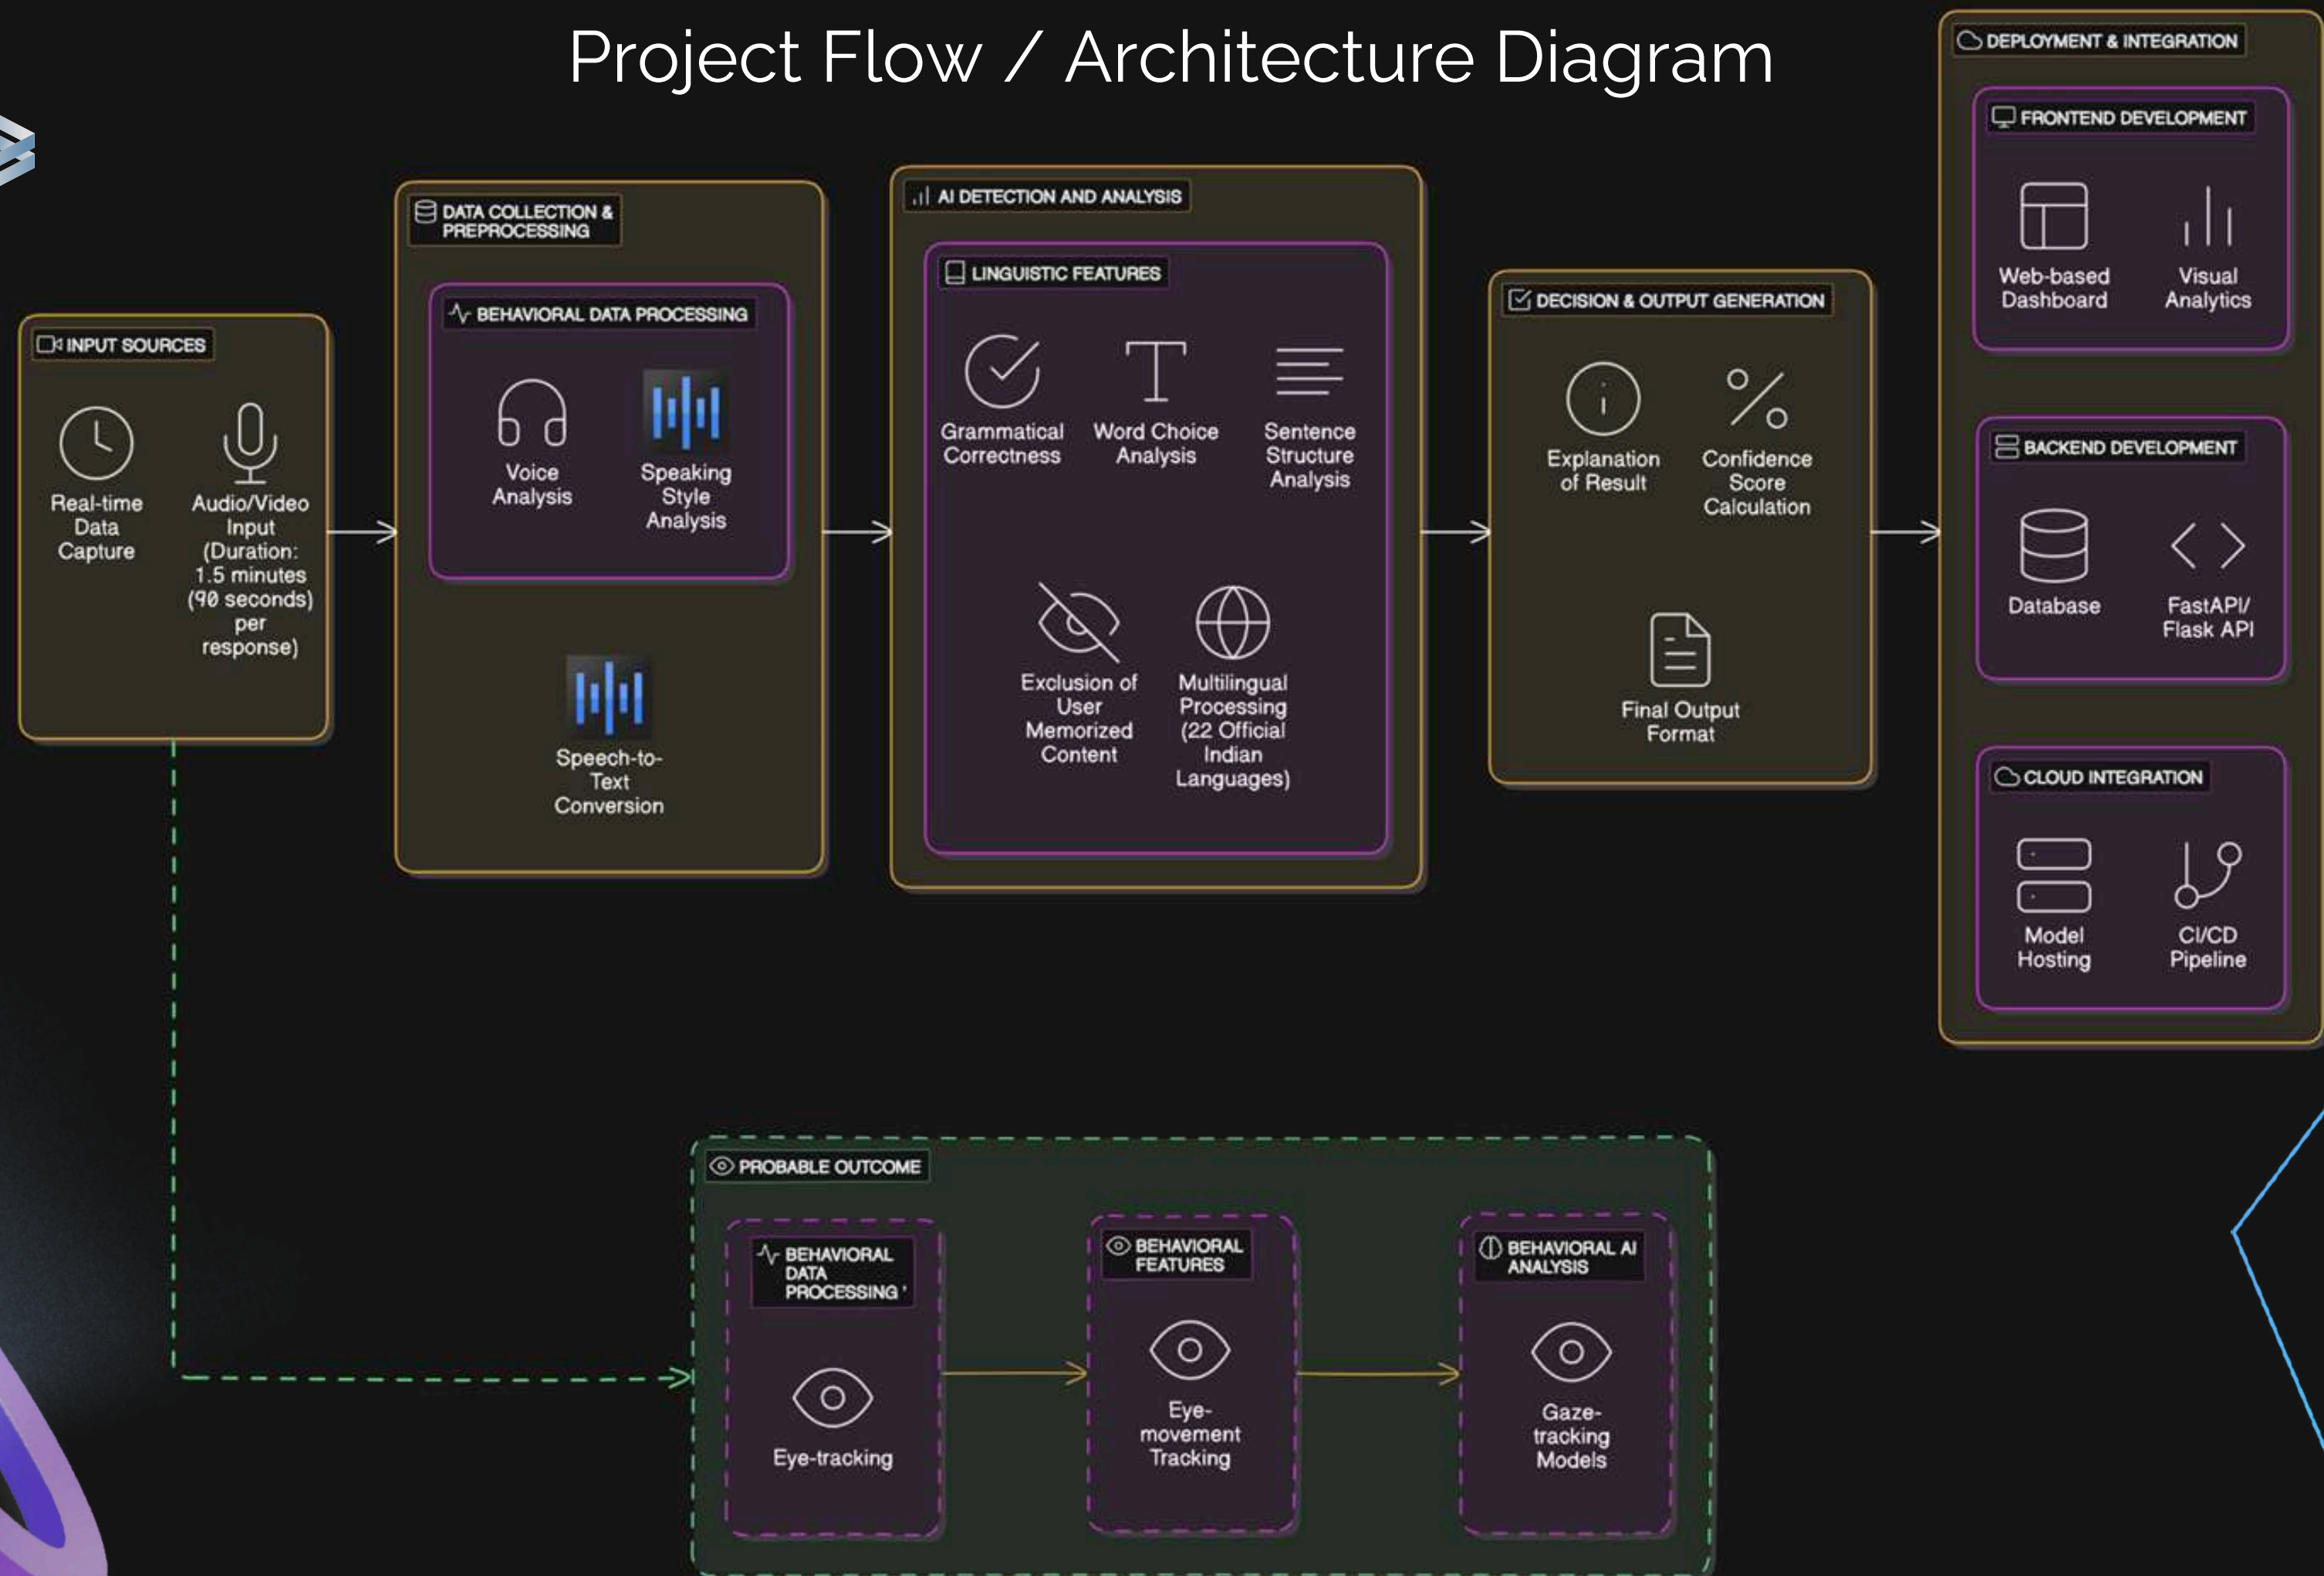 Project Flow / Architecture Diagram
INPUT SOURCES
Real-time
Data
Capture
Audio/Video
Input
(Duration:
1.5 minutes
(90 seconds)
per
response)
DATA COLLECTION &
PREPROCESSING
BEHAVIORAL DATA PROCESSING
Voice
Analysis
Speaking
Style
Analysis
Speech-to-
Text
Conversion
AI DETECTION AND ANALYSIS
LINGUISTIC FEATURES
Grammatical
Correctness
Word Choice
Analysis
Sentence
Structure
Analysis
Exclusion of
User
Memorized
Content
Multilingual
Processing
(22 Official
Indian
Languages)
DECISION & OUTPUT GENERATION
Explanation
of Result
Confidence
Score
Calculation
Final Output
Format
DEPLOYMENT & INTEGRATION
FRONTEND DEVELOPMENT
Web-based
Dashboard
Visual
Analytics
BACKEND DEVELOPMENT
Database
FastAPI/
Flask API
CLOUD INTEGRATION
Model
Hosting
CI/CD
Pipeline
PROBABLE OUTCOME
BEHAVIORAL
DATA
PROCESSING '
Eye-tracking
BEHAVIORAL
FEATURES
Eye-
movement
Tracking
BEHAVIORAL AI
ANALYSIS
Gaze-
tracking
Models